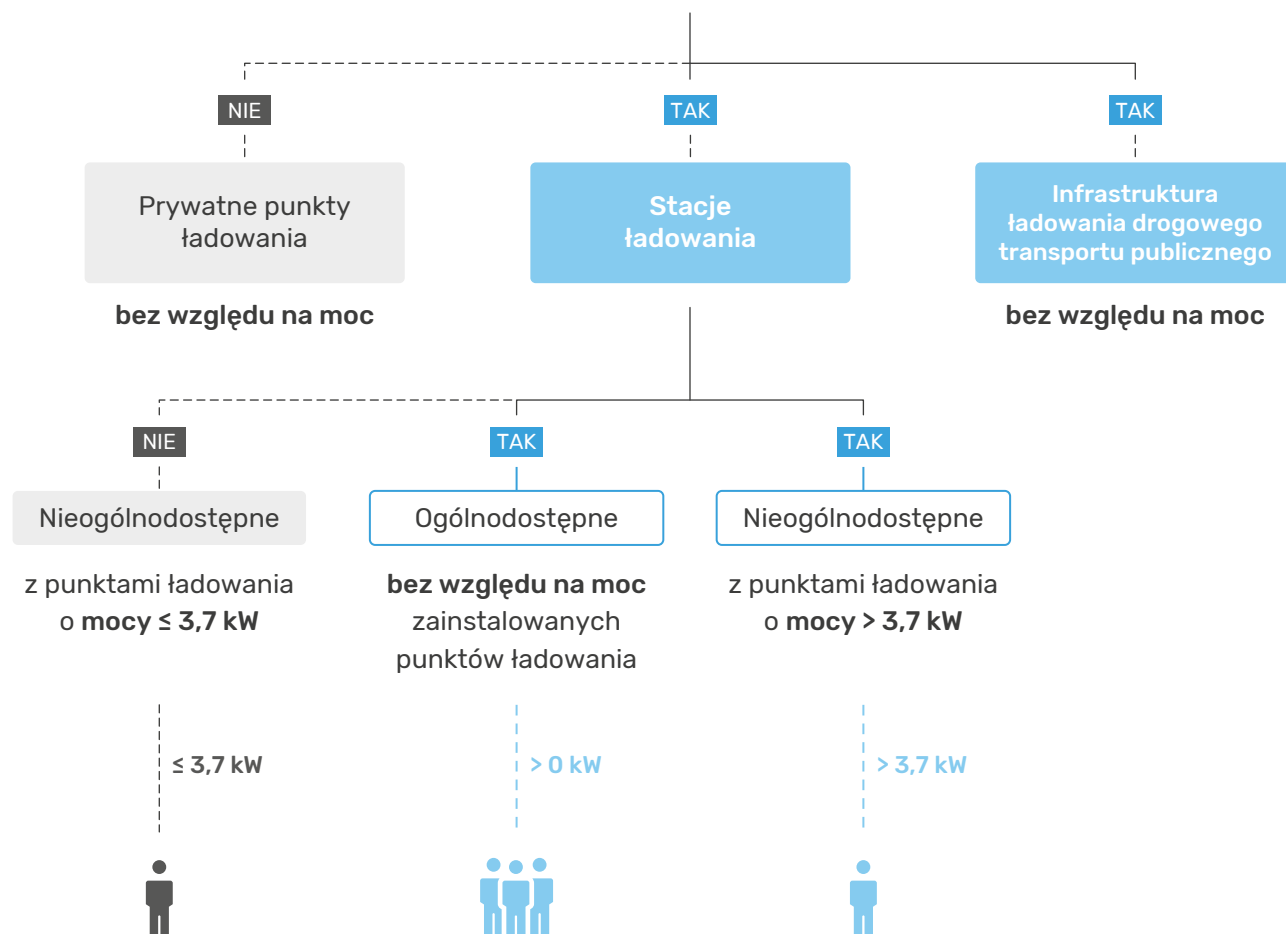 NIE
TAK
TAK
Prywatne punkty
ładowania
Stacje
ładowania
Infrastruktura
ładowania drogowego
transportu publicznego
bez względu na moc
bez względu na moc
NIE
TAK
TAK
Nieogólnodostępne
Ogólnodostępne
Nieogólnodostępne
z punktami ładowania
o mocy ≤ 3,7 kW
bez względu na moc
zainstalowanych
punktów ładowania
z punktami ładowania
o mocy > 3,7 kW
≤ 3,7 kW
> 0 kW
> 3,7 kW